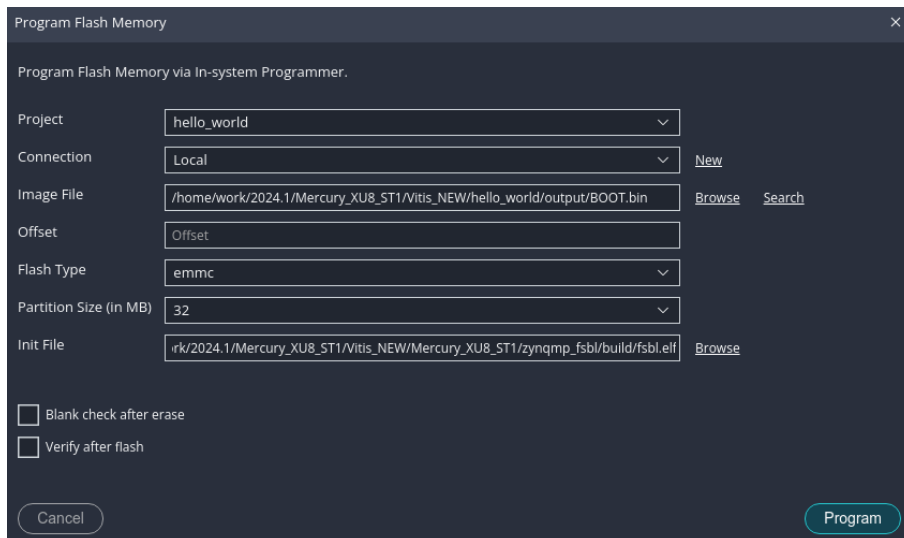 Program Flash Memory
Program Flash Memory via In-system Programmer.
Project hello_world
Connection Local New
Image File /home/work/2024.1/Mercury_XU8_ST1/Vitis_NEW/hello_world/output/BOOT.bin Browse Search
Offset Offset
Flash Type emmc
Partition Size (in MB) 32
Init File rk/2024.1/Mercury_XU8_ST1/Vitis_NEW/Mercury_XU8_ST1/zynqmp_fsbl/build/fsbl.elf Browse
Blank check after erase
Verify after flash
Cancel Program